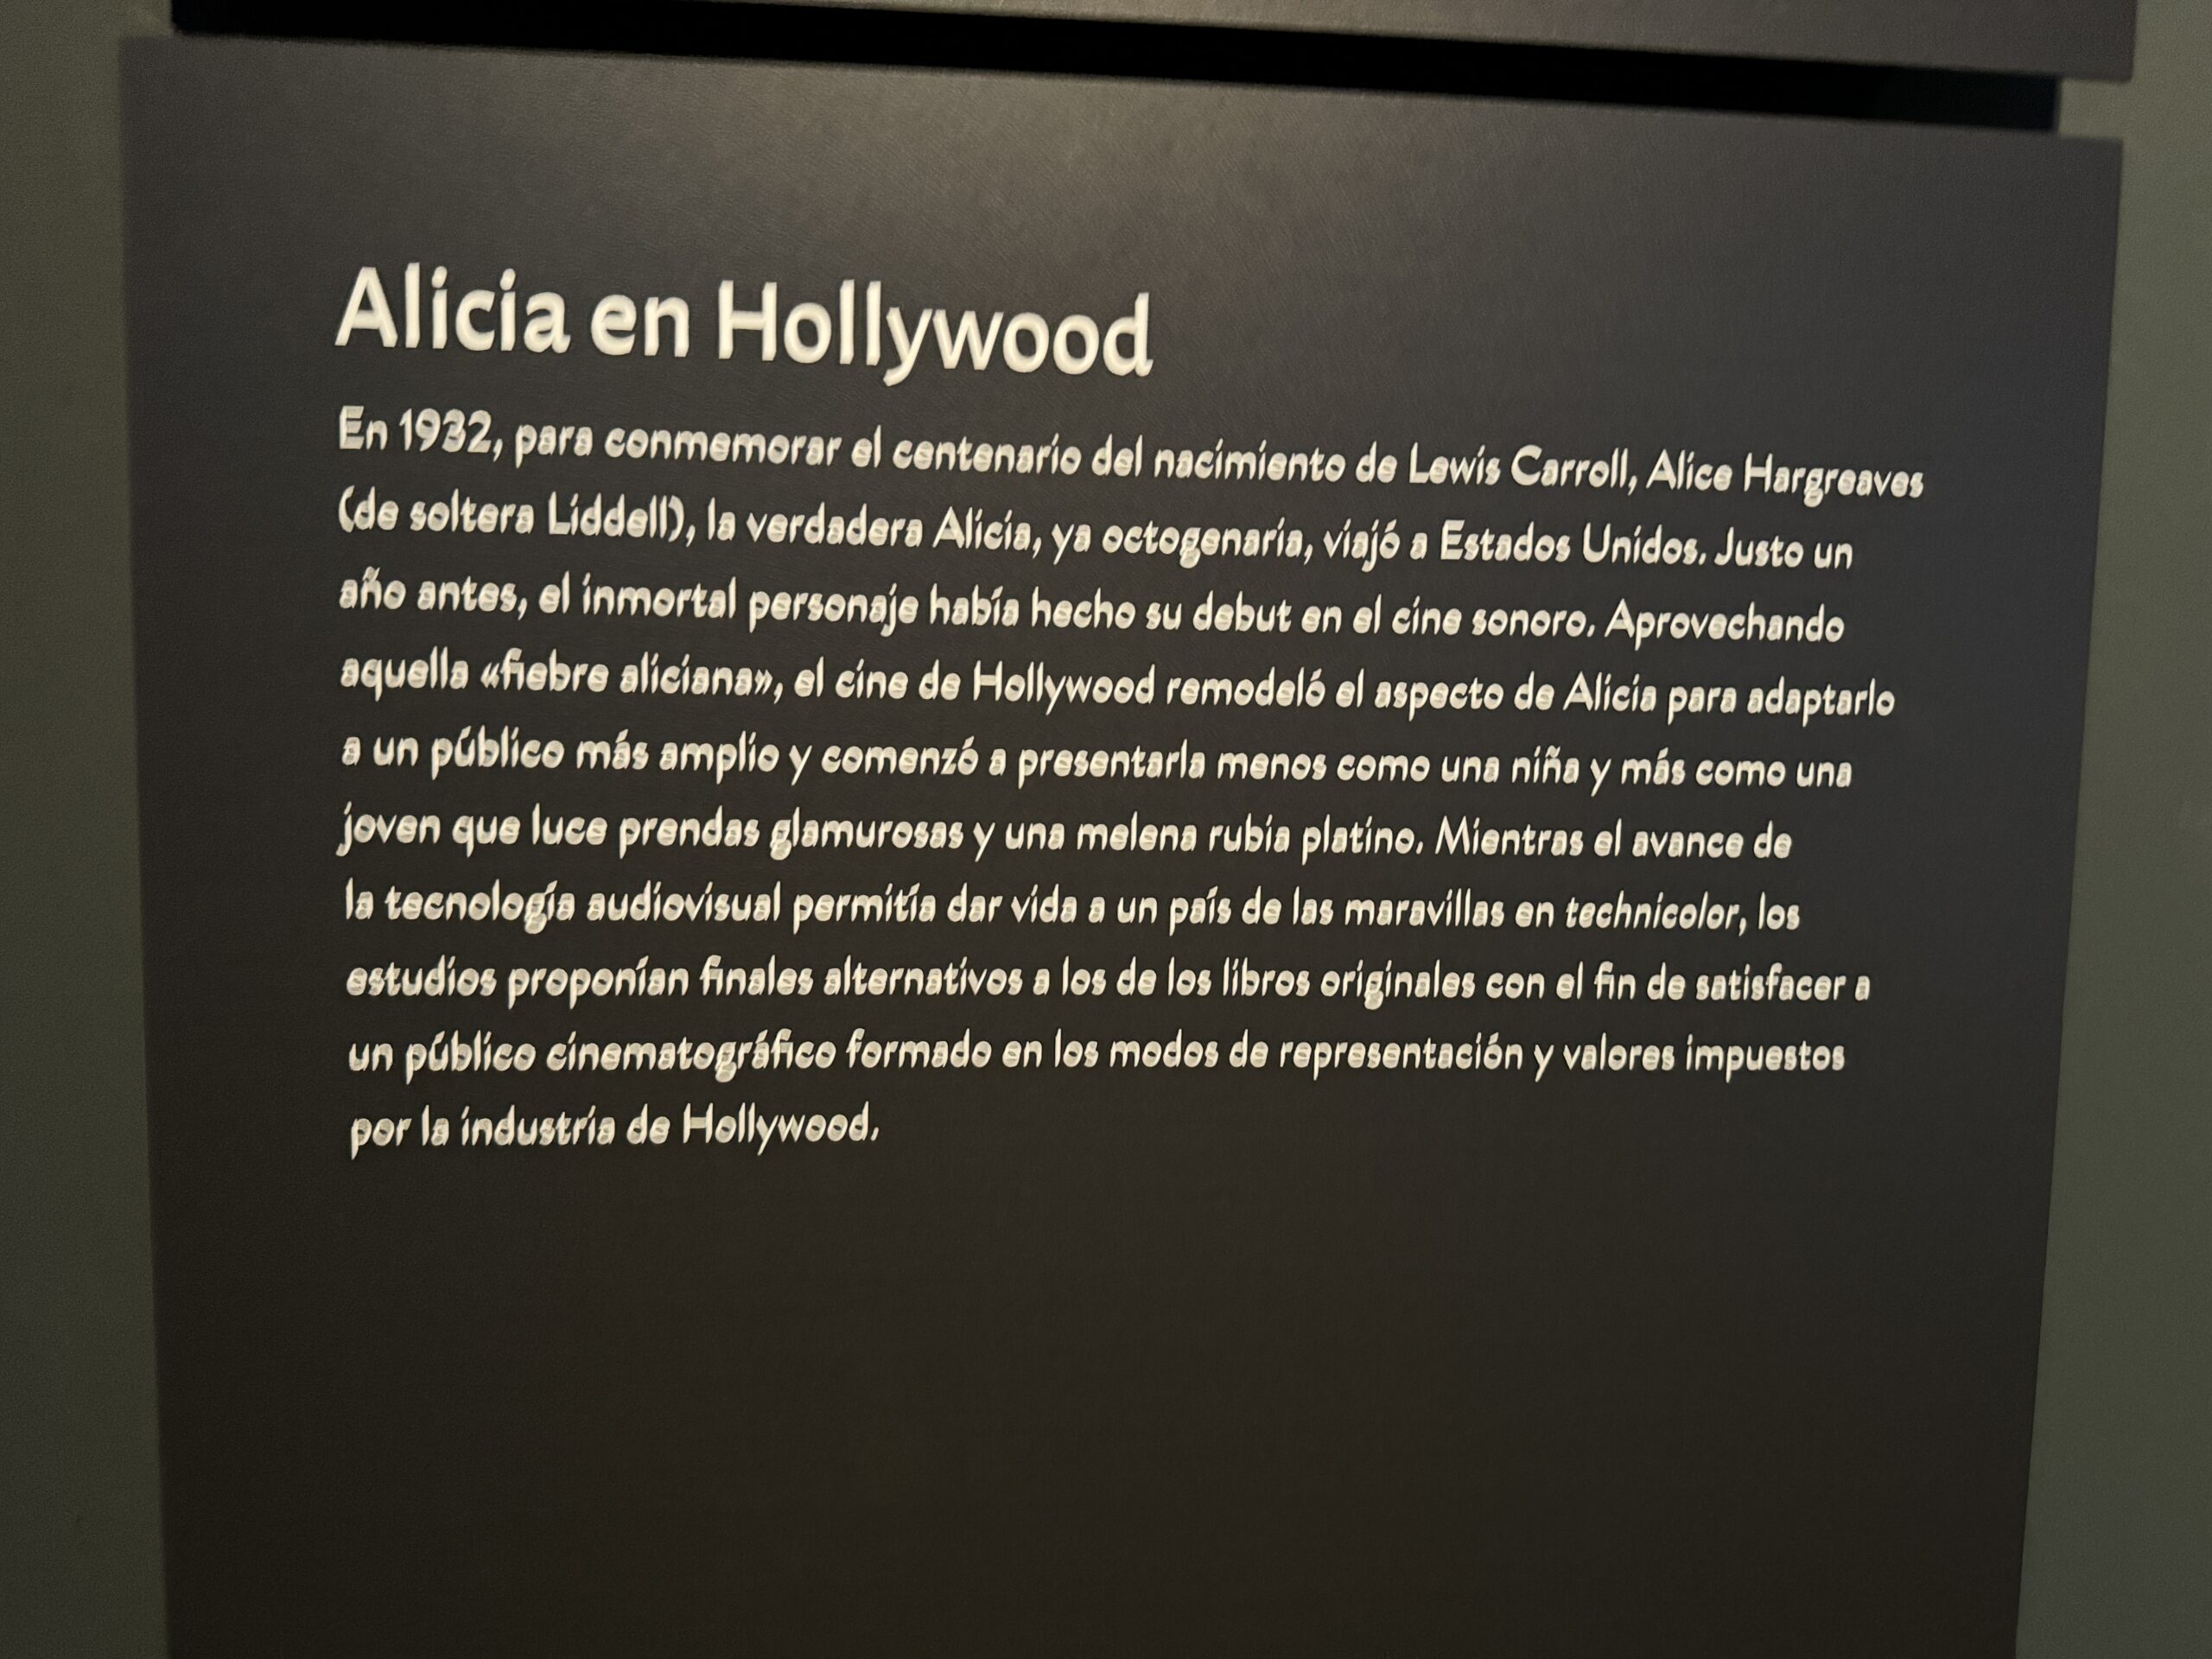 Alicia en Hollywood
En 1932, para conmemorar el centenario del nacimiento de Lewis Carroll, Alice Hargreaves
(de soltera Liddell), la verdadera Alicia, ya octogenaria, viajó a Estados Unidos. Justo un
año antes, el inmortal personaje había hecho su debut en el cine sonoro. Aprovechando
aquella «fiebre aliciana», el cine de Hollywood remodeló el aspecto de Alicia para adaptarlo
a un público más amplio y comenzó a presentarla menos como una niña y más como una
joven que luce prendas glamurosas y una melena rubia platino. Mientras el avance de
la tecnología audiovisual permitía dar vida a un país de las maravillas en technicolor, los
estudios proponían finales alternativos a los de los libros originales con el fin de satisfacer a
un público cinematográfico formado en los modos de representación y valores impuestos
por la industria de Hollywood.